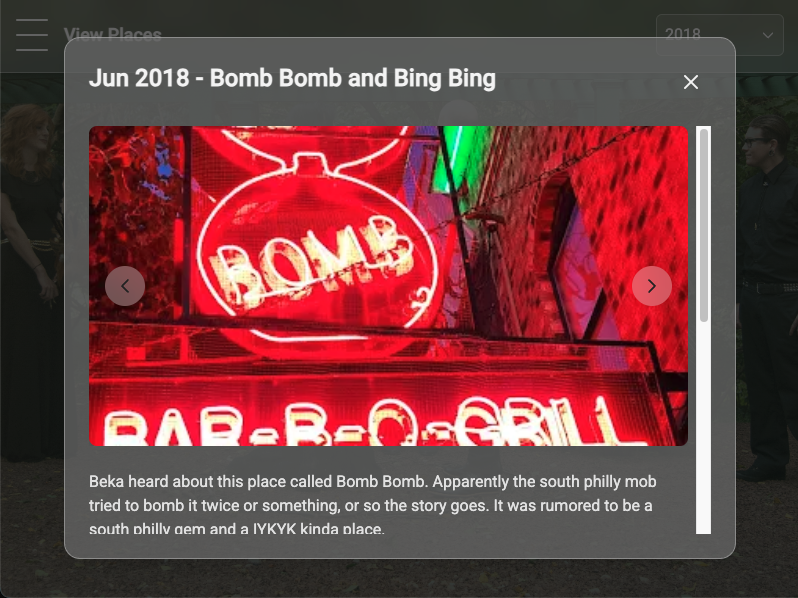 View Places
2018
Jun 2018 - Bomb Bomb and Bing Bing
BOMB
BAR-B-Q-GRILL
Beka heard about this place called Bomb Bomb. Apparently the south philly mob
tried to bomb it twice or something, or so the story goes. It was rumored to be a
south philly gem and a IYKYK kinda place.